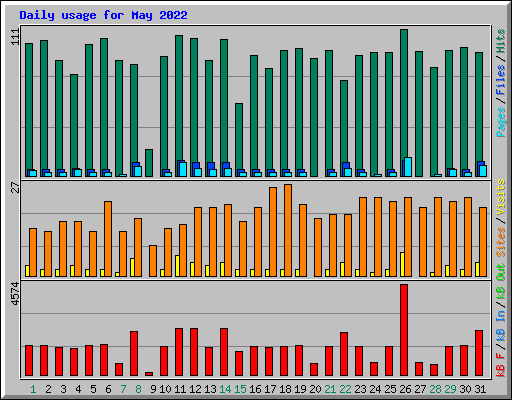 Daily usage for May 2022
111
Pages / Files / Hits
27
Sites / Visits
4574
kB F / kB In / kB Out
1 2 3 4 5 6 7 8 9 10 11 12 13 14 15 16 17 18 19 20 21 22 23 24 25 26 27 28 29 30 31